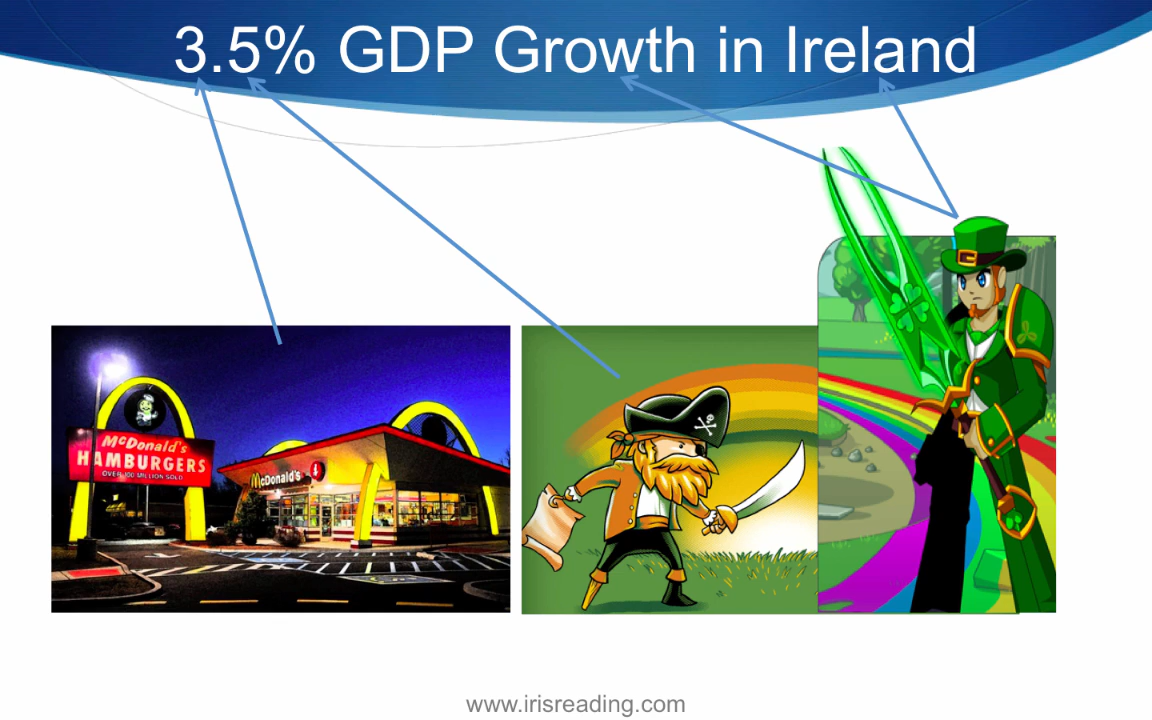 3.5% GDP Growth in Ireland
McDonald's
HAMBURGERS
OVER 100 MILLION SOLD
McDonald's
www.irisreading.com